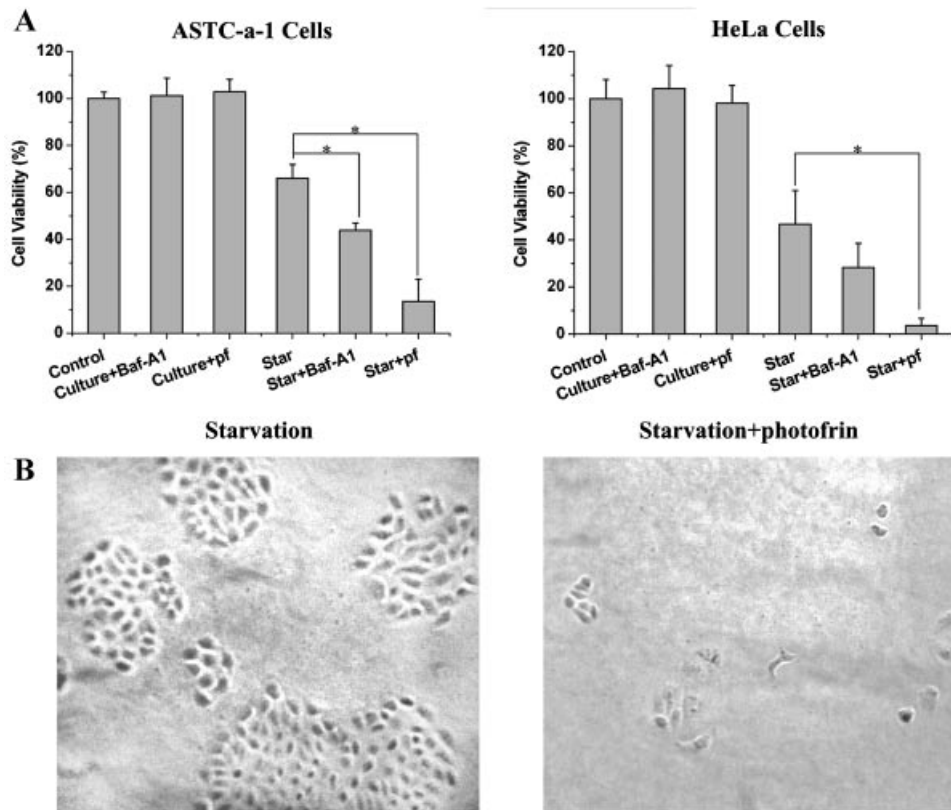 A
ASTC-a-1 Cells
Cell Viability (%)
120
100
80
60
40
20
0
*
*
Control
Culture+Baf-A1
Culture+pf
Star
Star+Baf-A1
Star+pf
HeLa Cells
Cell Viability (%)
120
100
80
60
40
20
0
*
Control
Culture+Baf-A1
Culture+pf
Star
Star+Baf-A1
Star+pf
B
Starvation
Starvation+photofrin